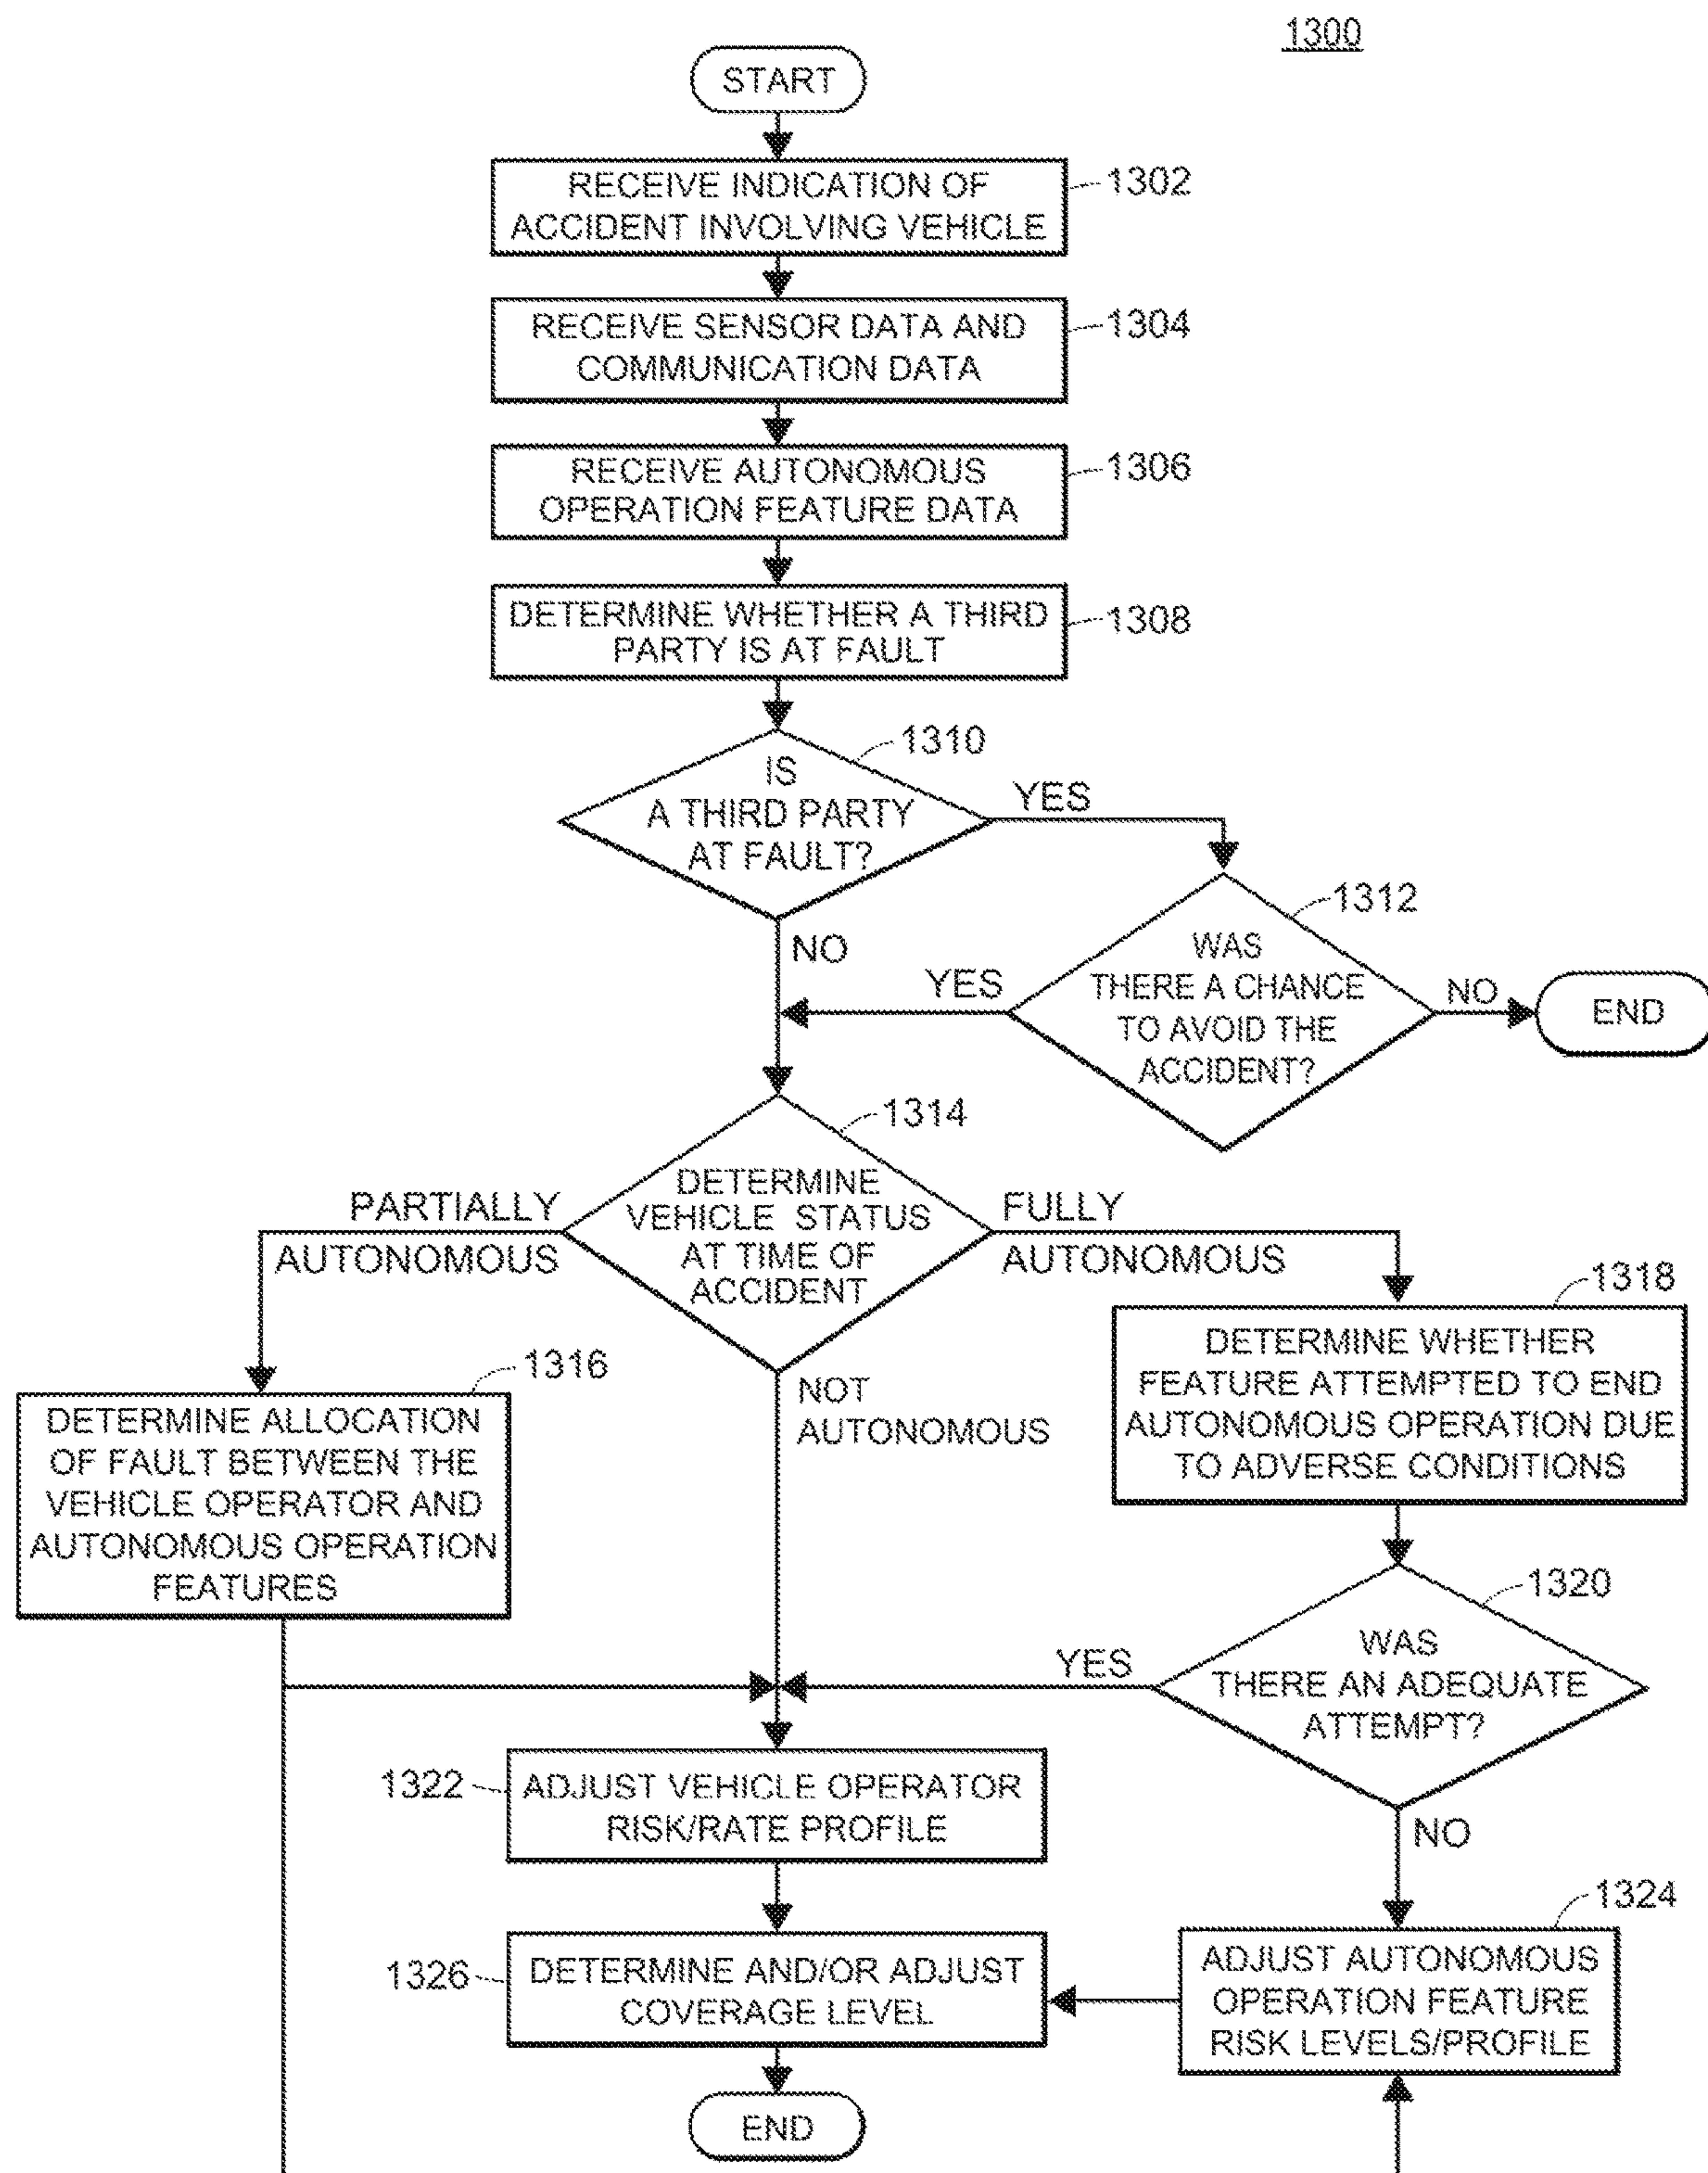 1300
START
RECEIVE INDICATION OF
ACCIDENT INVOLVING VEHICLE
1302
RECEIVE SENSOR DATA AND
COMMUNICATION DATA
1304
RECEIVE AUTONOMOUS
OPERATION FEATURE DATA
1306
DETERMINE WHETHER A THIRD
PARTY IS AT FAULT
1308
1310
IS
A THIRD PARTY
AT FAULT?
YES
NO
1312
WAS
THERE A CHANCE
TO AVOID THE
ACCIDENT?
YES
NO
END
1314
DETERMINE
VEHICLE STATUS
AT TIME OF
ACCIDENT
PARTIALLY
AUTONOMOUS
FULLY
AUTONOMOUS
NOT
AUTONOMOUS
1316
DETERMINE ALLOCATION
OF FAULT BETWEEN THE
VEHICLE OPERATOR AND
AUTONOMOUS OPERATION
FEATURES
1318
DETERMINE WHETHER
FEATURE ATTEMPTED TO END
AUTONOMOUS OPERATION DUE
TO ADVERSE CONDITIONS
1320
WAS
THERE AN ADEQUATE
ATTEMPT?
YES
NO
1322
ADJUST VEHICLE OPERATOR
RISK/RATE PROFILE
1324
ADJUST AUTONOMOUS
OPERATION FEATURE
RISK LEVELS/PROFILE
1326
DETERMINE AND/OR ADJUST
COVERAGE LEVEL
END